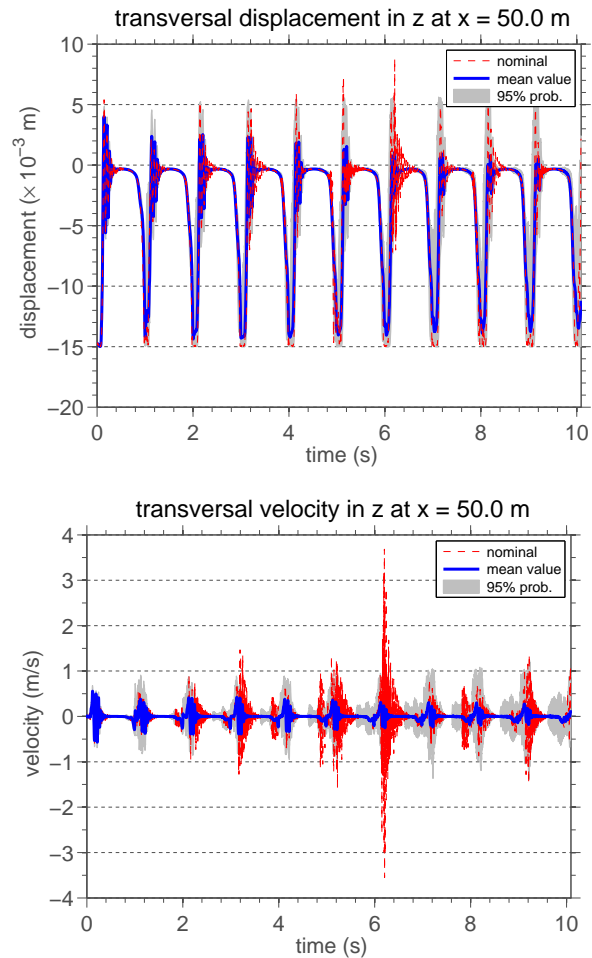 transversal displacement in z at x = 50.0 m
10
5
0
−5
−10
−15
−20
displacement (× 10⁻³ m)
nominal
mean value
95% prob.
0 2 4 6 8 10
time (s)
transversal velocity in z at x = 50.0 m
4
3
2
1
0
−1
−2
−3
−4
velocity (m/s)
nominal
mean value
95% prob.
0 2 4 6 8 10
time (s)